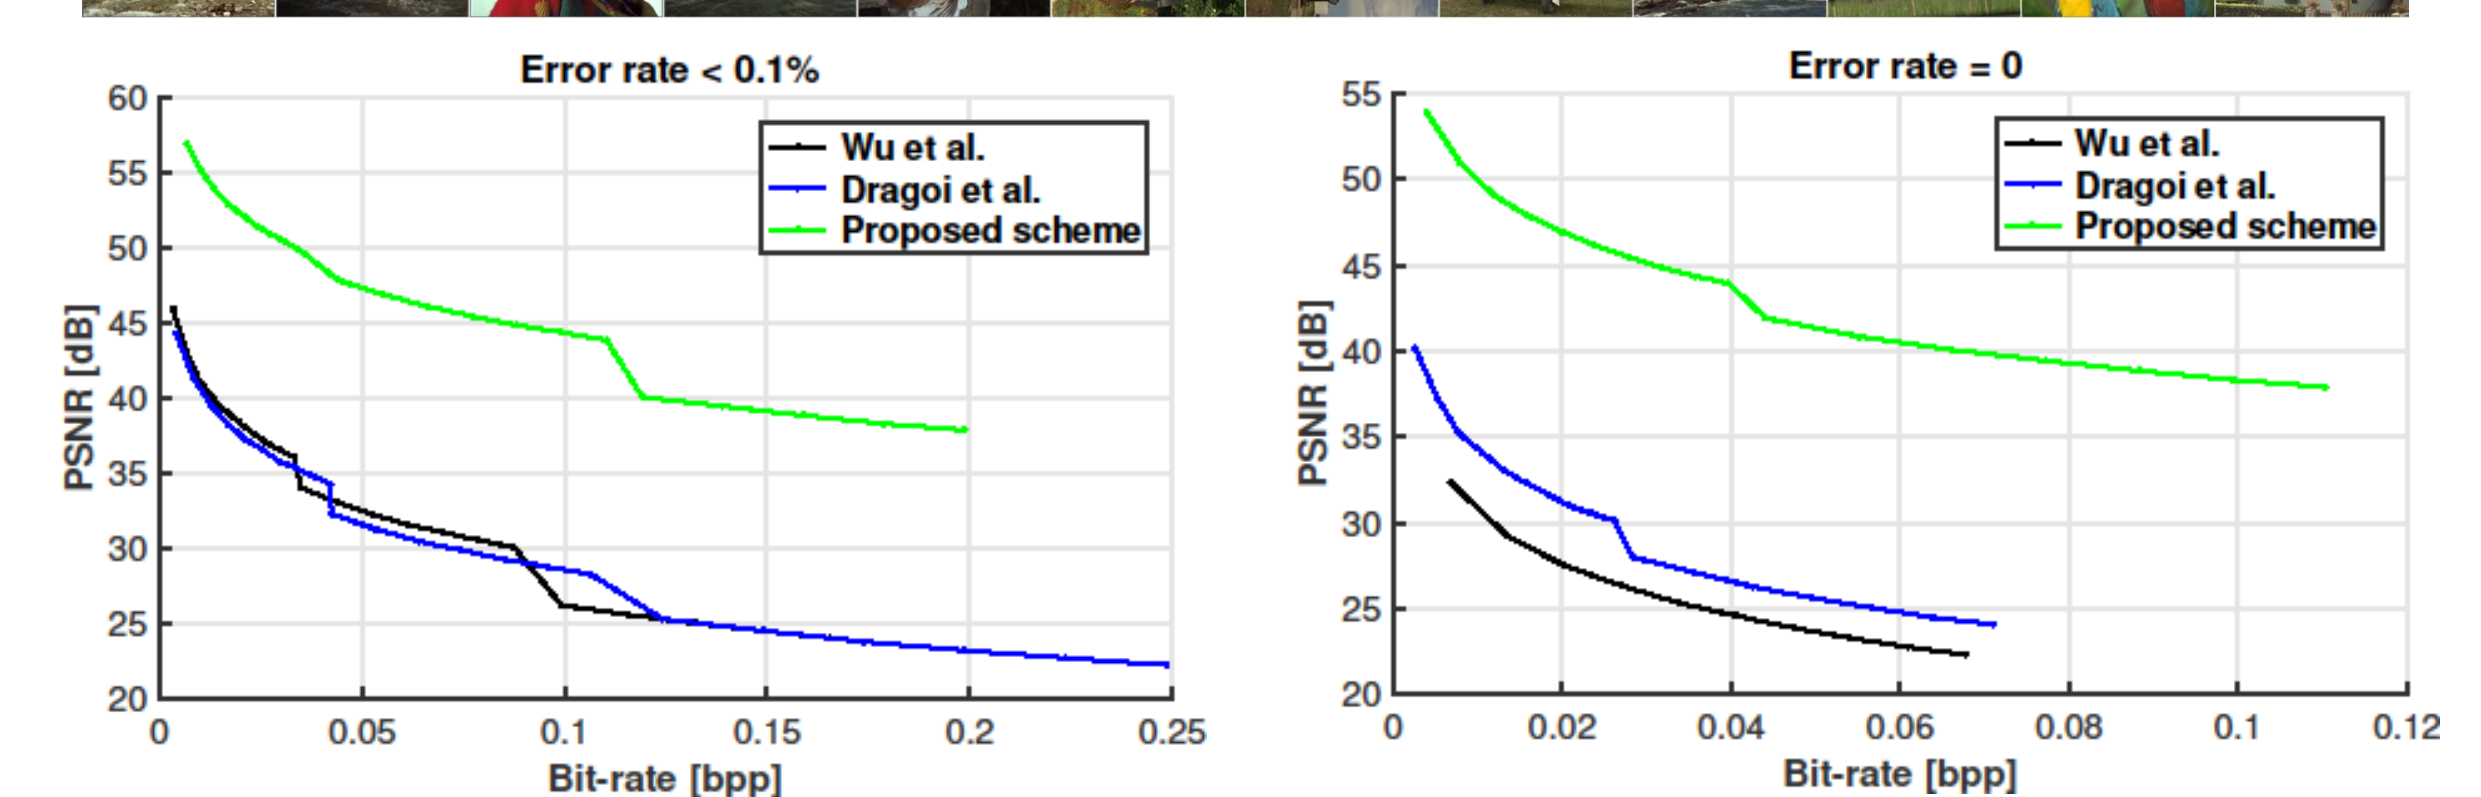 Error rate < 0.1%
60
55
50
45
40
35
30
25
20
PSNR [dB]
Wu et al.
Dragoi et al.
Proposed scheme
0 0.05 0.1 0.15 0.2 0.25
Bit-rate [bpp]
Error rate = 0
55
50
45
40
35
30
25
20
PSNR [dB]
Wu et al.
Dragoi et al.
Proposed scheme
0 0.02 0.04 0.06 0.08 0.1 0.12
Bit-rate [bpp]